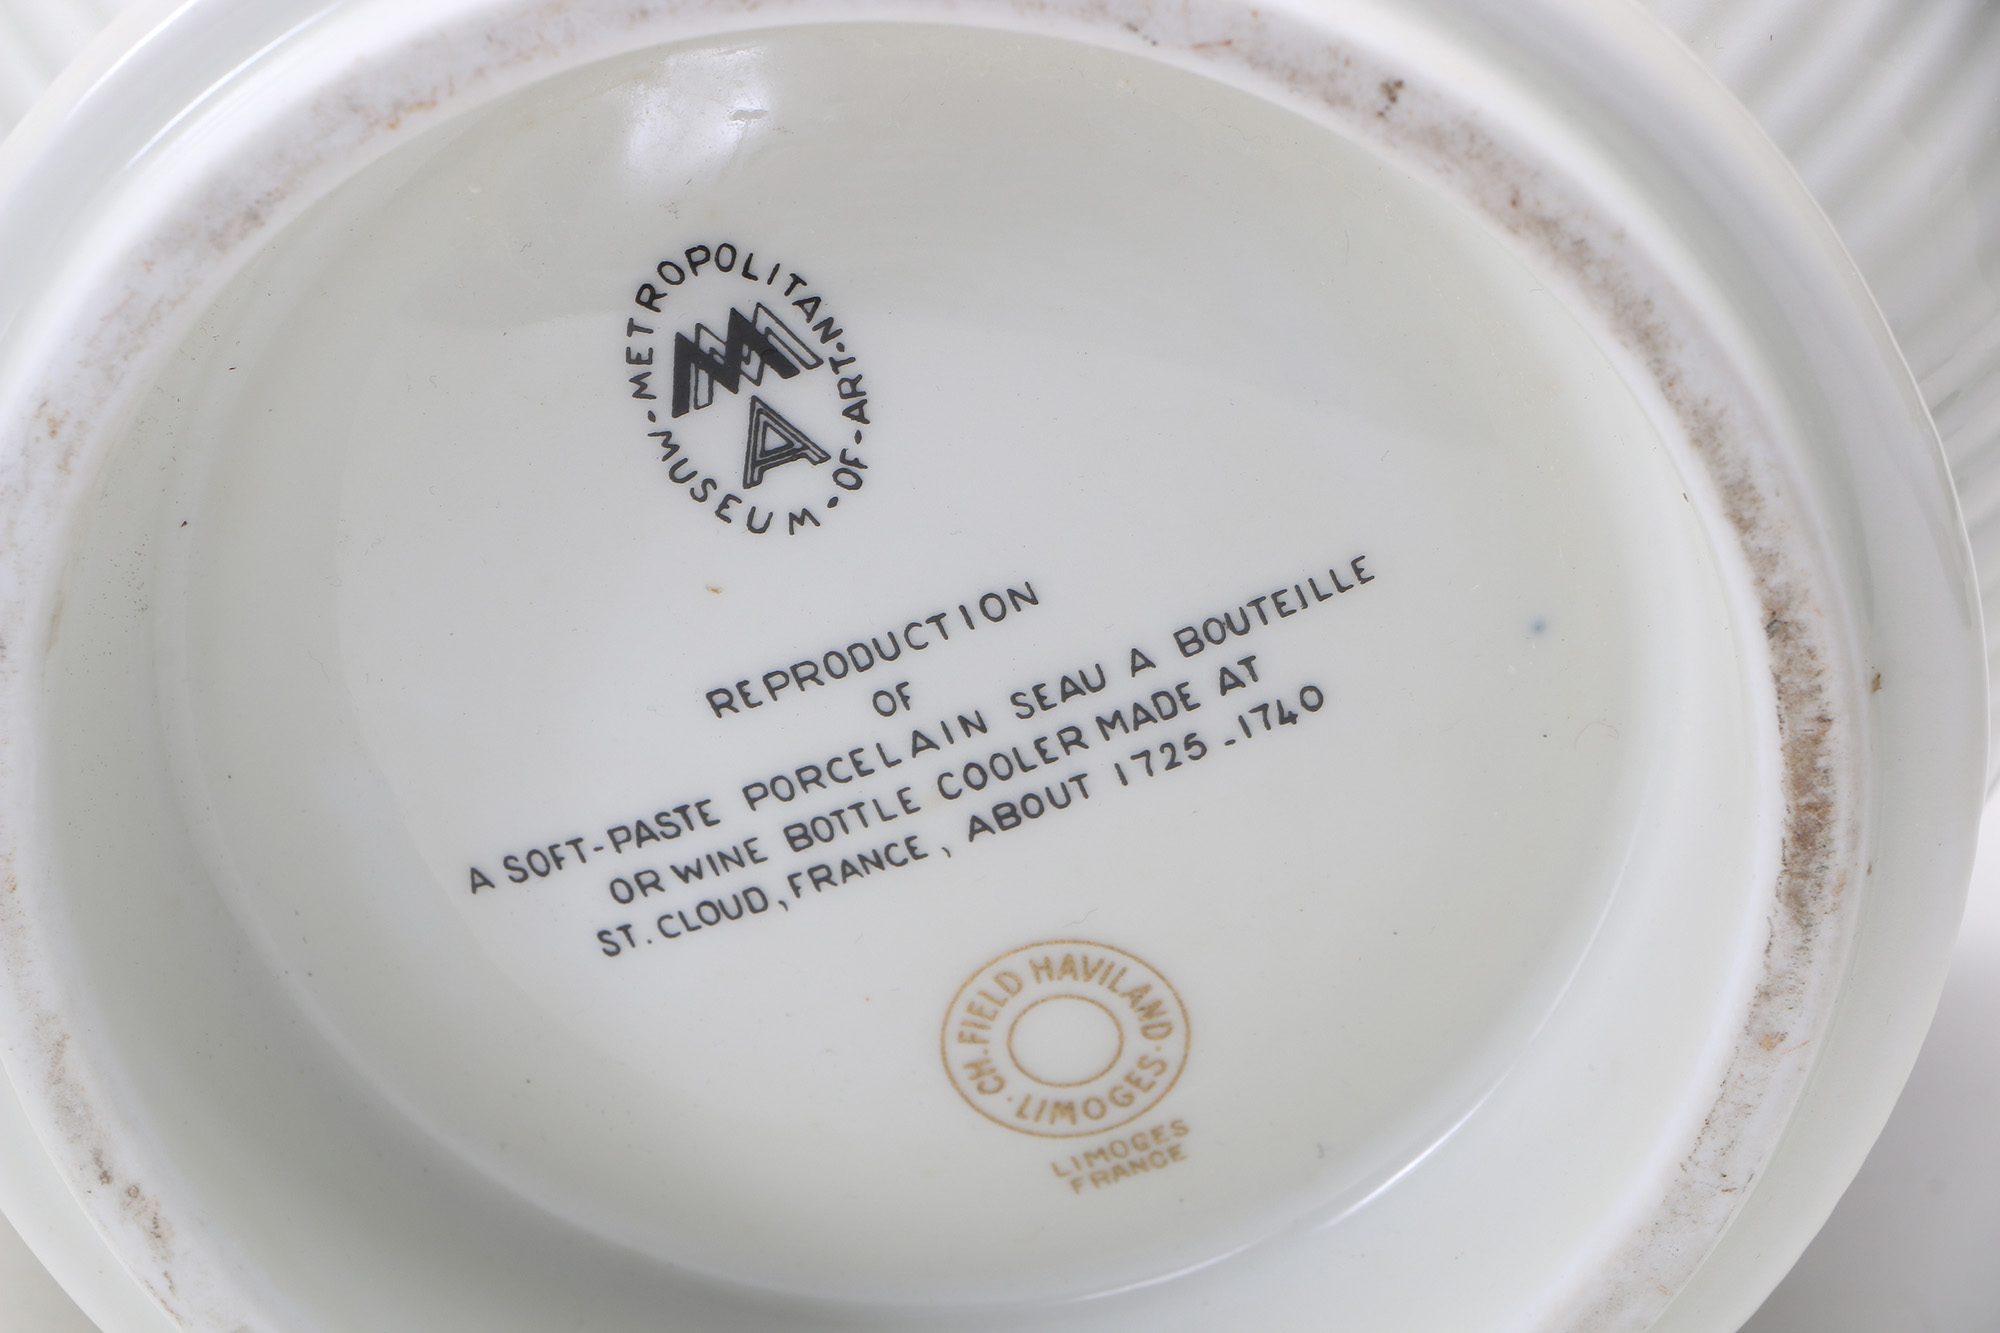 METROPOLITAN·MUSEUM·OF·ART·
MMA
REPRODUCTION
OF
A SOFT-PASTE PORCELAIN SEAU A BOUTEILLE
OR WINE BOTTLE COOLER MADE AT
ST. CLOUD, FRANCE, ABOUT 1725-1740
CH. FIELD HAVILAND · LIMOGES ·
LIMOGES
FRANCE